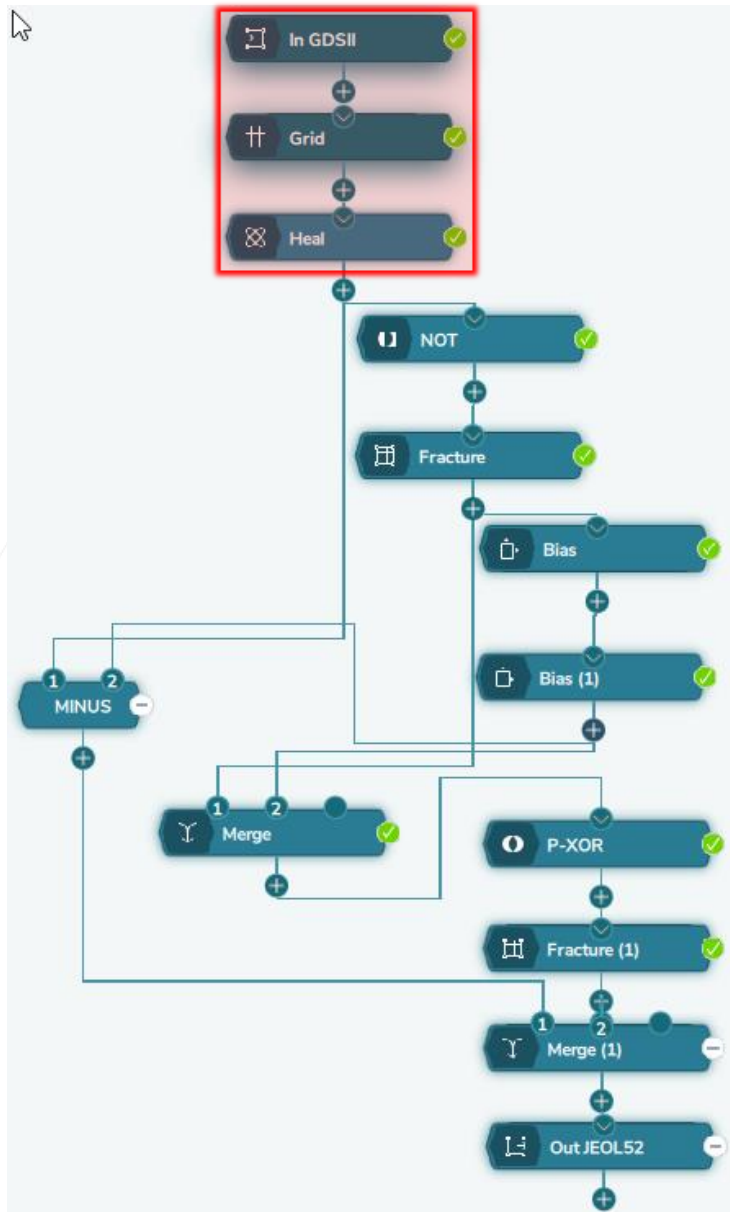 In GDSII
Grid
Heal
NOT
Fracture
Bias
Bias (1)
1 2
MINUS
1 2
Merge
P-XOR
Fracture (1)
1 2
Merge (1)
Out JEOL52